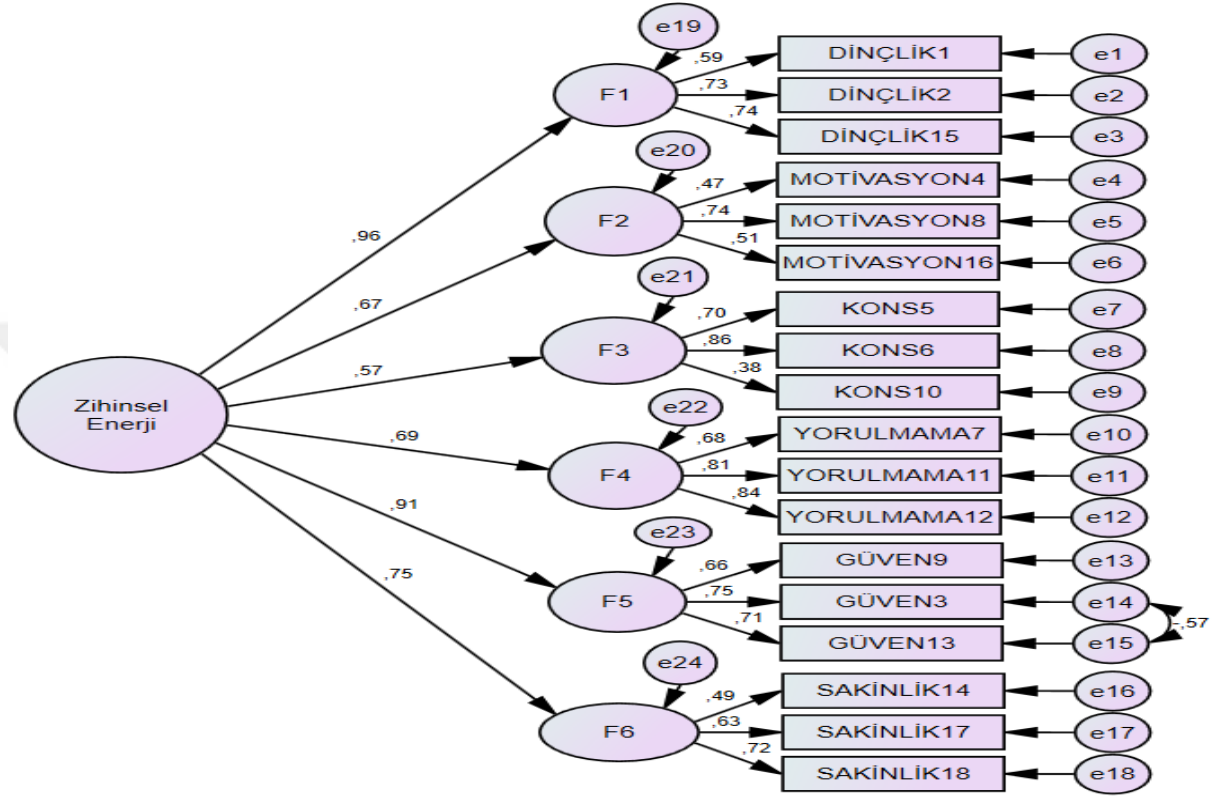 e19
,59
DİNÇLİK1
e1
F1
,73
DİNÇLİK2
e2
,74
DİNÇLİK15
e3
e20
,47
MOTİVASYON4
e4
F2
,74
MOTİVASYON8
e5
,51
MOTİVASYON16
e6
,96
e21
,70
KONS5
e7
,67
F3
,86
KONS6
e8
,57
,38
KONS10
e9
Zihinsel
Enerji
e22
,68
YORULMAMA7
e10
,69
F4
,81
YORULMAMA11
e11
,84
YORULMAMA12
e12
,91
e23
,66
GÜVEN9
e13
,75
F5
,75
GÜVEN3
e14
-,57
,71
GÜVEN13
e15
e24
,49
SAKİNLİK14
e16
F6
,63
SAKİNLİK17
e17
,72
SAKİNLİK18
e18